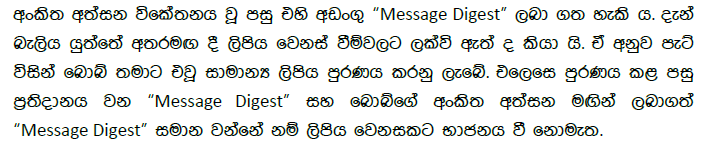 අංකිත අත්සන විකේතනය වූ පසු එහි අඩංගු “Message Digest” ලබා ගත හැකි ය. දැන්
බැලිය යුත්තේ අතරමඟ දී ලිපිය වෙනස් වීම්වලට ලක්වී ඇත් ද කියා යි. ඒ අනුව පැට්
විසින් බොබ් තමාට එවූ සාමාන්‍ය ලිපිය පුරණය කරනු ලැබේ. එලෙසෙ පුරණය කළ පසු
ප්‍රතිදානය වන “Message Digest” සහ බොබ්ගේ අංකිත අත්සන මඟින් ලබාගත්
“Message Digest” සමාන වන්නේ නම් ලිපිය වෙනසකට භාජනය වී නොමැත.